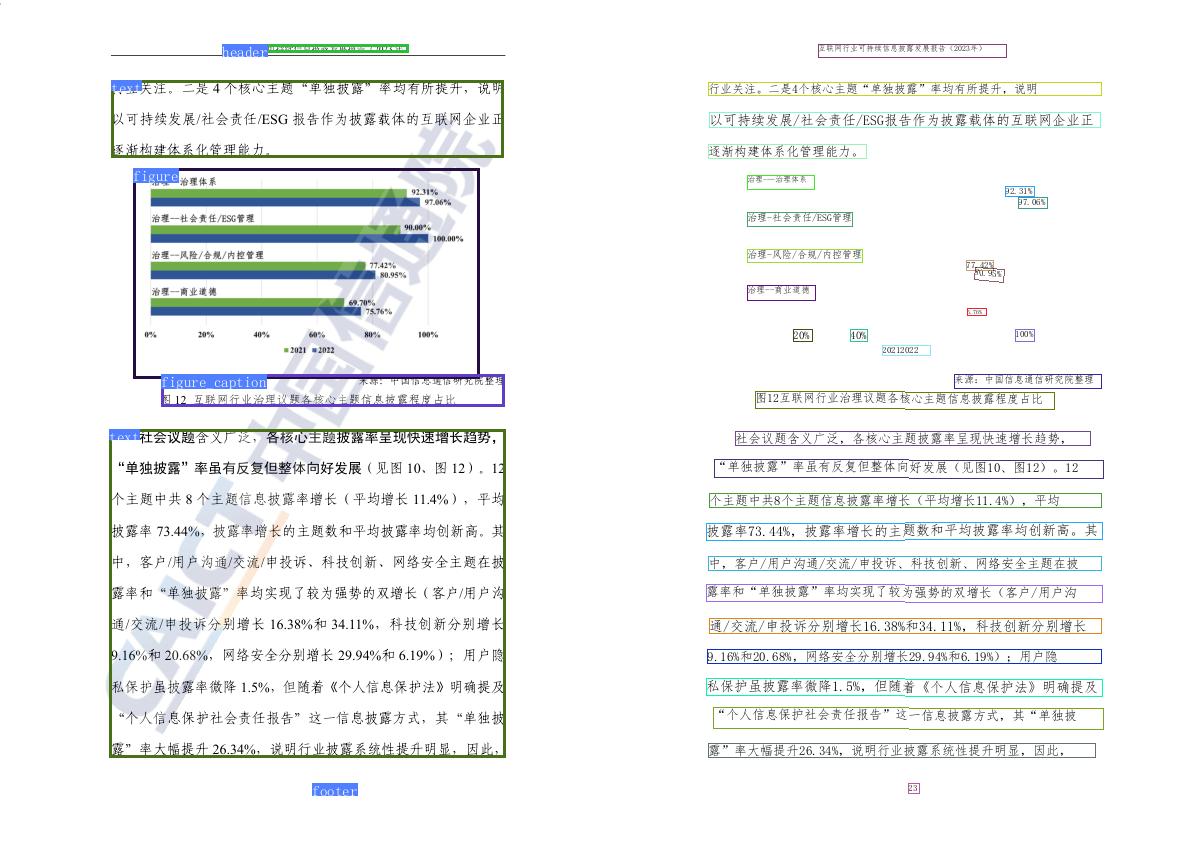 header
text
关注。二是 4 个核心主题“单独披露”率均有所提升，说明
以可持续发展/社会责任/ESG 报告作为披露载体的互联网企业正
逐渐构建体系化管理能力。
figure
治理--治理体系
92.31%
97.06%
治理--社会责任/ESG管理
90.00%
100.00%
治理--风险/合规/内控管理
77.42%
80.95%
治理--商业道德
69.70%
75.76%
0% 20% 40% 60% 80% 100%
2021 2022
figure caption
来源：中国信息通信研究院整理
图 12 互联网行业治理议题各核心主题信息披露程度占比
text
社会议题含义广泛，各核心主题披露率呈现快速增长趋势，
“单独披露”率虽有反复但整体向好发展（见图 10、图 12）。12
个主题中共 8 个主题信息披露率增长（平均增长 11.4%），平均
披露率 73.44%，披露率增长的主题数和平均披露率均创新高。其
中，客户/用户沟通/交流/申投诉、科技创新、网络安全主题在披
露率和“单独披露”率均实现了较为强势的双增长（客户/用户沟
通/交流/申投诉分别增长 16.38%和 34.11%，科技创新分别增长
9.16%和 20.68%，网络安全分别增长 29.94%和 6.19%）；用户隐
私保护虽披露率微降 1.5%，但随着《个人信息保护法》明确提及
“个人信息保护社会责任报告”这一信息披露方式，其“单独披
露”率大幅提升 26.34%，说明行业披露系统性提升明显，因此，
footer
CAICT 中国信通院
互联网行业可持续信息披露发展报告（2023年）
行业关注。二是4个核心主题“单独披露”率均有所提升，说明
以可持续发展/社会责任/ESG报告作为披露载体的互联网企业正
逐渐构建体系化管理能力。
治理--治理体系
92.31%
97.06%
治理-社会责任/ESG管理
治理-风险/合规/内控管理
77.42%
70.95%
治理--商业道德
5.76%
20% 40% 100%
20212022
来源：中国信息通信研究院整理
图12互联网行业治理议题各核心主题信息披露程度占比
社会议题含义广泛，各核心主题披露率呈现快速增长趋势，
“单独披露”率虽有反复但整体向好发展（见图10、图12）。12
个主题中共8个主题信息披露率增长（平均增长11.4%），平均
披露率73.44%，披露率增长的主题数和平均披露率均创新高。其
中，客户/用户沟通/交流/申投诉、科技创新、网络安全主题在披
露率和“单独披露”率均实现了较为强势的双增长（客户/用户沟
通/交流/申投诉分别增长16.38%和34.11%，科技创新分别增长
9.16%和20.68%，网络安全分别增长29.94%和6.19%）；用户隐
私保护虽披露率微降1.5%，但随着《个人信息保护法》明确提及
“个人信息保护社会责任报告”这一信息披露方式，其“单独披
露”率大幅提升26.34%，说明行业披露系统性提升明显，因此，
23